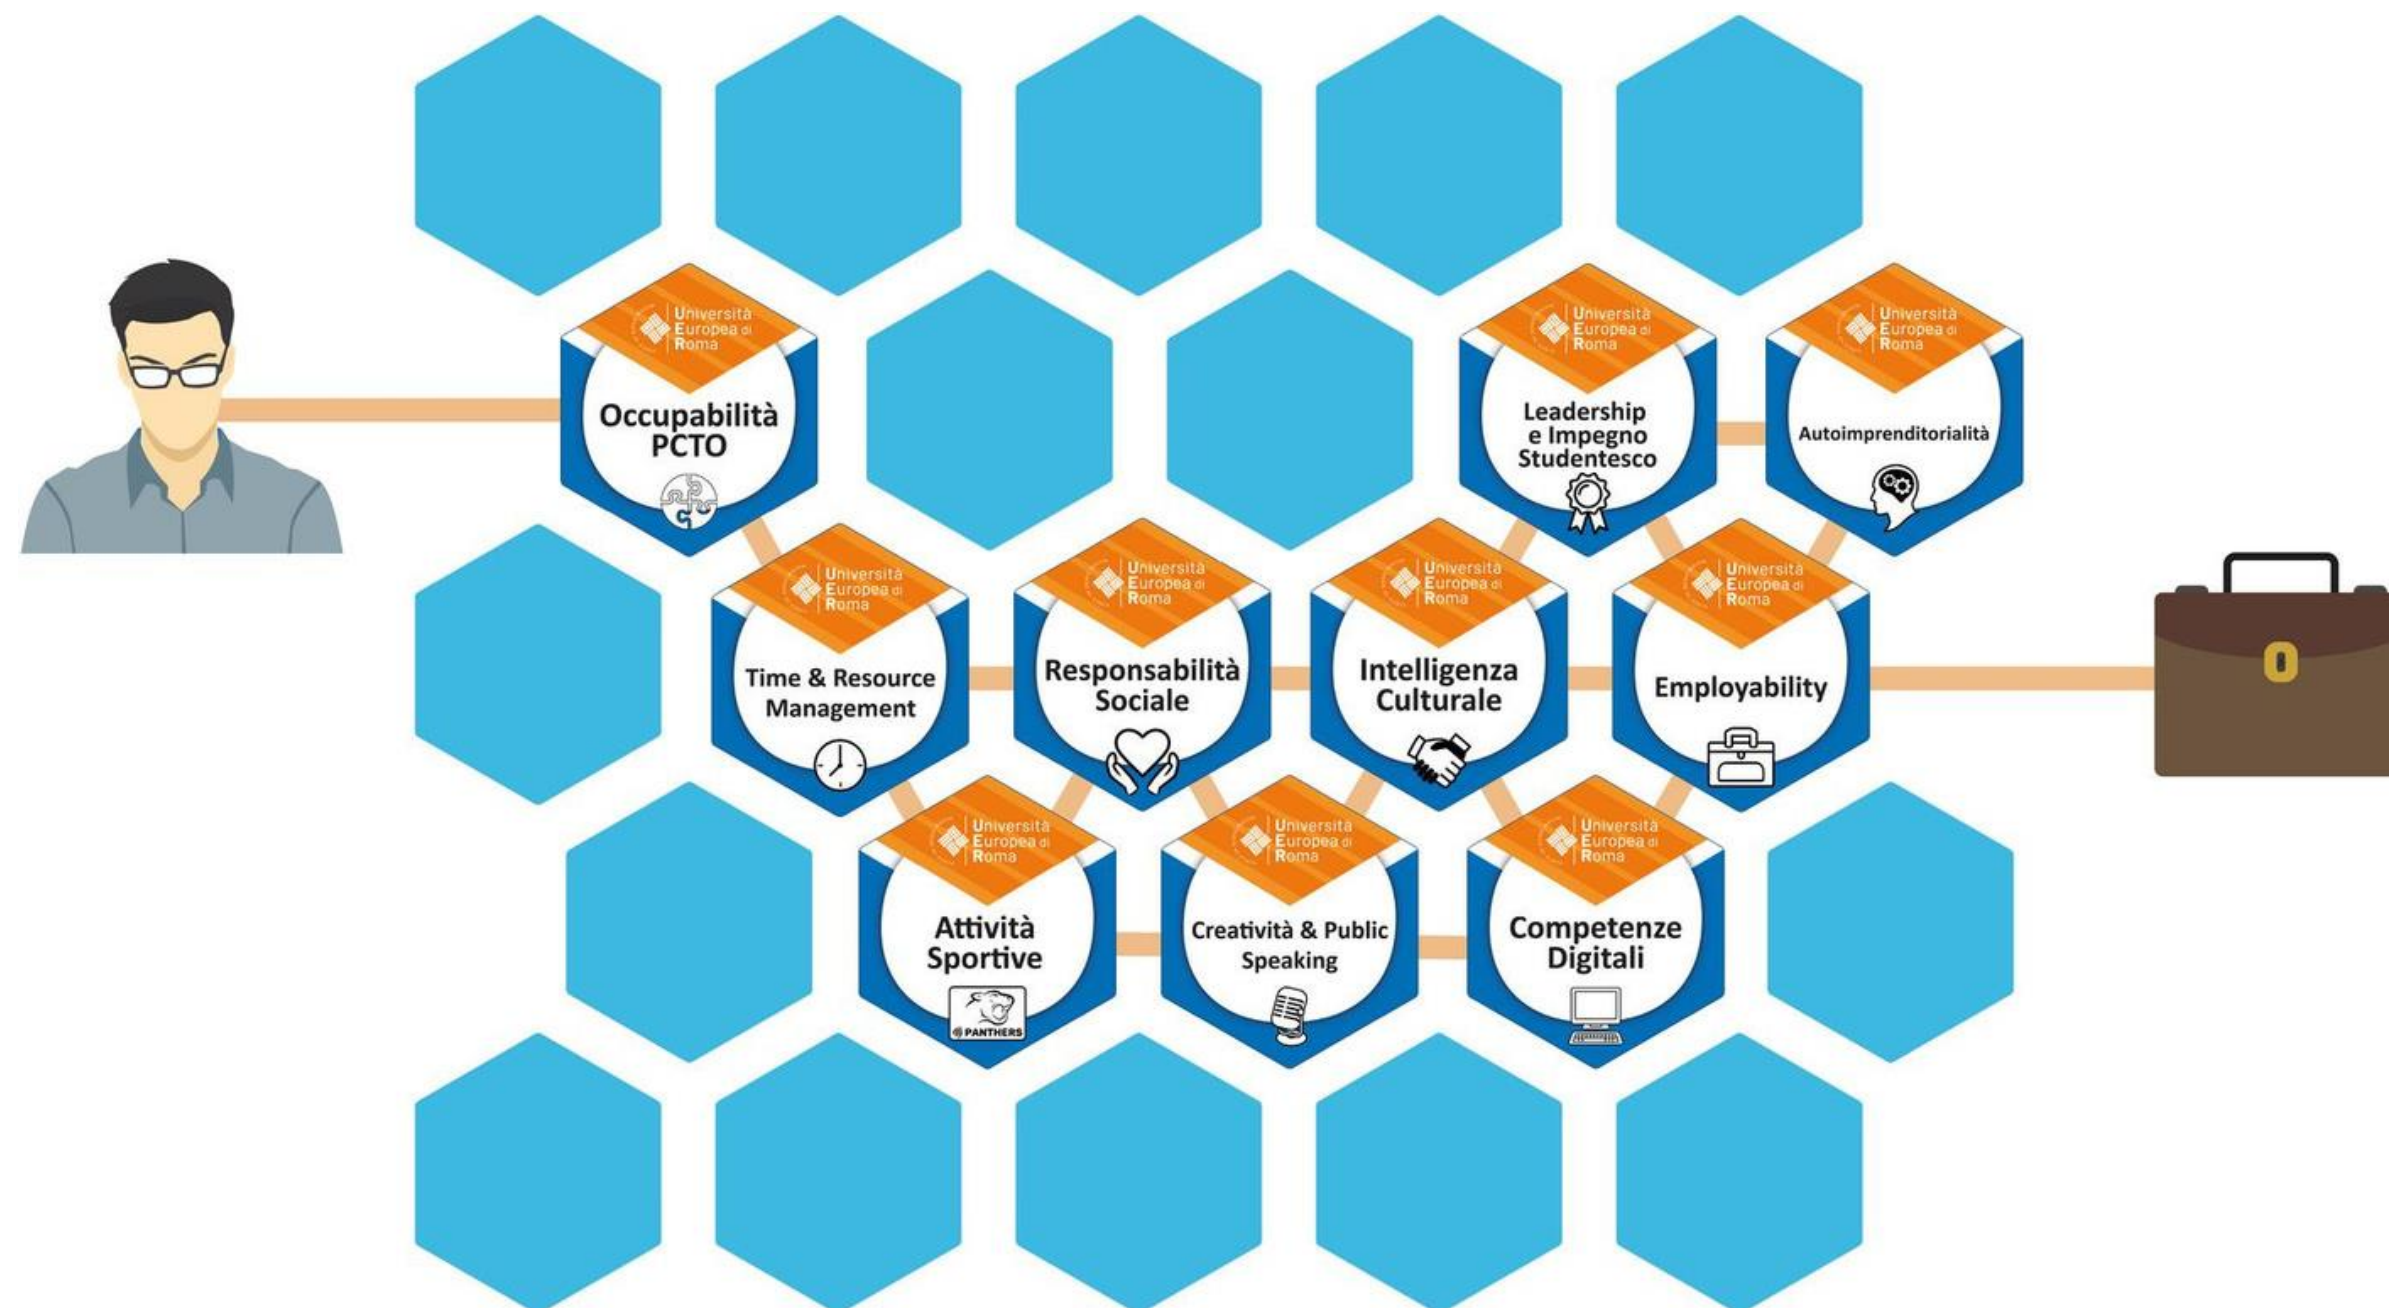 Università
Europea di
Roma
Occupabilità
PCTO
Università
Europea di
Roma
Leadership
e Impegno
Studentesco
Università
Europea di
Roma
Autoimprenditorialità
Università
Europea di
Roma
Time & Resource
Management
Università
Europea di
Roma
Responsabilità
Sociale
Università
Europea di
Roma
Intelligenza
Culturale
Università
Europea di
Roma
Employability
Università
Europea di
Roma
Attività
Sportive
PANTHERS
Università
Europea di
Roma
Creatività & Public
Speaking
Università
Europea di
Roma
Competenze
Digitali